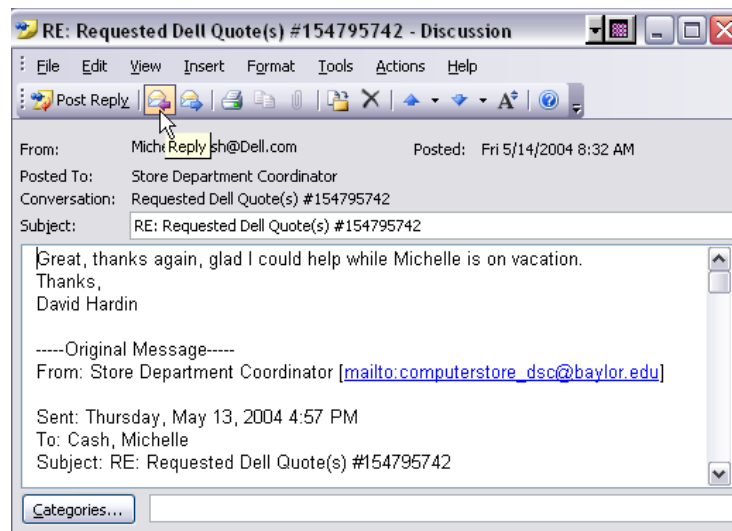 RE: Requested Dell Quote(s) #154795742 - Discussion
File Edit View Insert Format Tools Actions Help
Post Reply
From: Miche Reply sh@Dell.com Posted: Fri 5/14/2004 8:32 AM
Posted To: Store Department Coordinator
Conversation: Requested Dell Quote(s) #154795742
Subject: RE: Requested Dell Quote(s) #154795742
Great, thanks again, glad I could help while Michelle is on vacation.
Thanks,
David Hardin
-----Original Message-----
From: Store Department Coordinator [mailto:computerstore_dsc@baylor.edu]
Sent: Thursday, May 13, 2004 4:57 PM
To: Cash, Michelle
Subject: RE: Requested Dell Quote(s) #154795742
Categories...